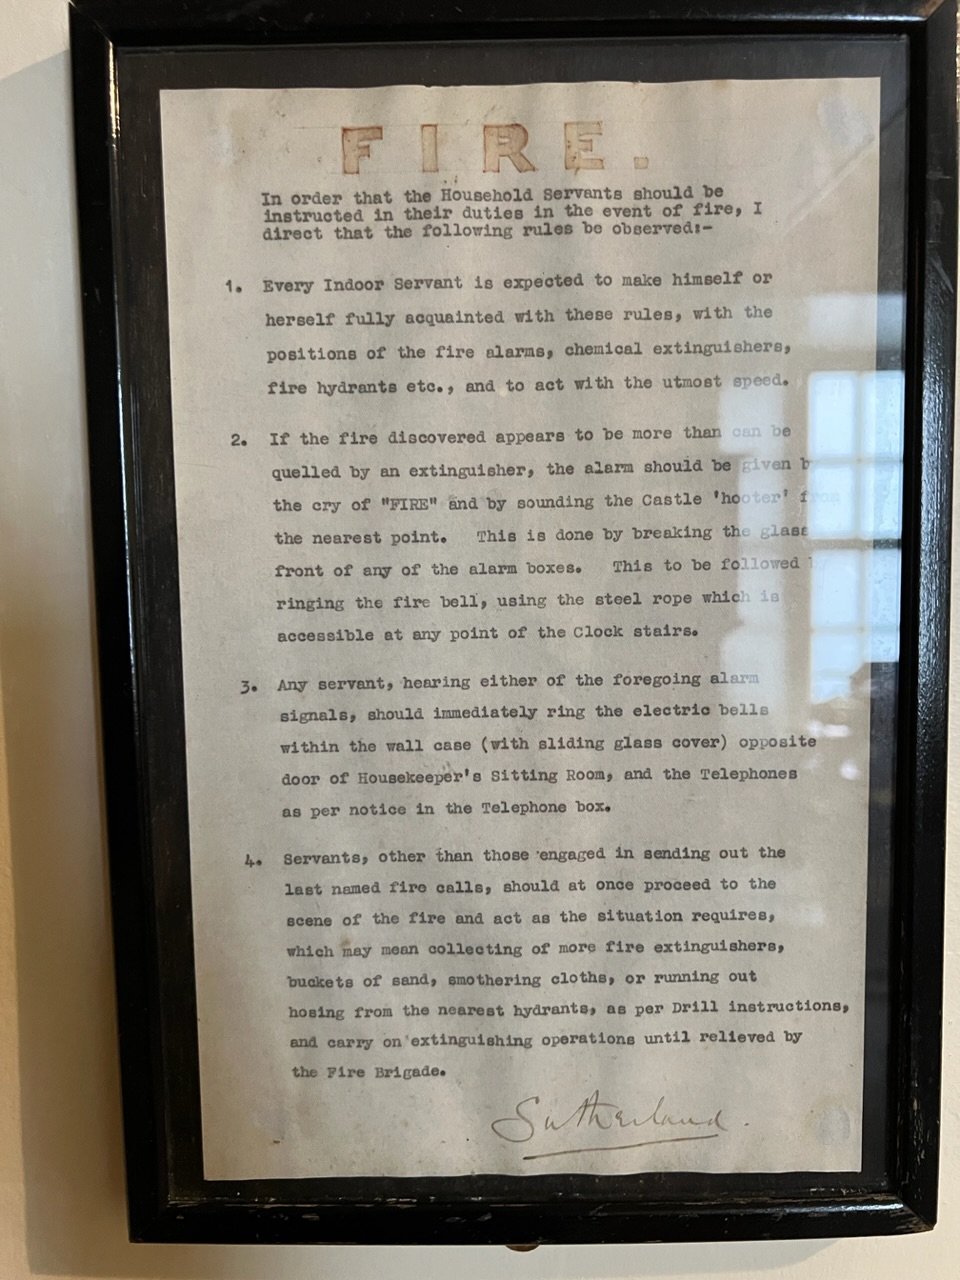 FIRE.
In order that the Household Servants should be
instructed in their duties in the event of fire, I
direct that the following rules be observed:-
1. Every Indoor Servant is expected to make himself or
herself fully acquainted with these rules, with the
positions of the fire alarms, chemical extinguishers,
fire hydrants etc., and to act with the utmost speed.
2. If the fire discovered appears to be more than can be
quelled by an extinguisher, the alarm should be given by
the cry of "FIRE" and by sounding the Castle 'hooter' from
the nearest point. This is done by breaking the glass
front of any of the alarm boxes. This to be followed by
ringing the fire bell, using the steel rope which is
accessible at any point of the Clock stairs.
3. Any servant, hearing either of the foregoing alarm
signals, should immediately ring the electric bells
within the wall case (with sliding glass cover) opposite
door of Housekeeper's Sitting Room, and the Telephones
as per notice in the Telephone box.
4. Servants, other than those engaged in sending out the
last named fire calls, should at once proceed to the
scene of the fire and act as the situation requires,
which may mean collecting of more fire extinguishers,
buckets of sand, smothering cloths, or running out
hosing from the nearest hydrants, as per Drill instructions,
and carry on extinguishing operations until relieved by
the Fire Brigade.
Sutherland.